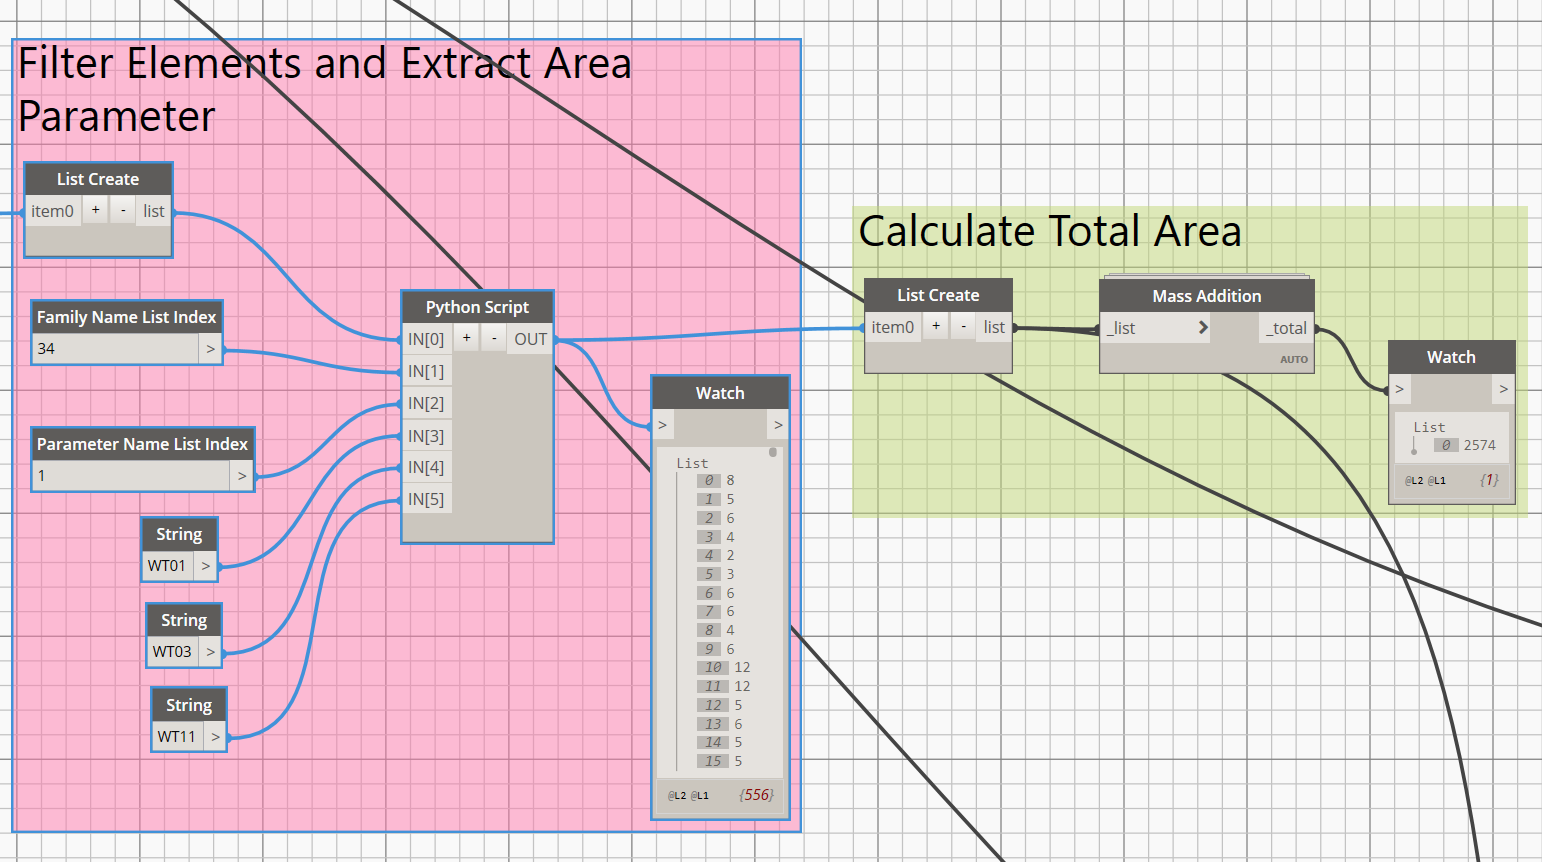 Filter Elements and Extract Area
Parameter
List Create
item0 + - list
Family Name List Index
34 >
Parameter Name List Index
1 >
String
WT01 >
String
WT03 >
String
WT11 >
Python Script
IN[0] + - OUT
IN[1]
IN[2]
IN[3]
IN[4]
IN[5]
Watch
> >
List
0 8
1 5
2 6
3 4
4 2
5 3
6 6
7 6
8 4
9 6
10 12
11 12
12 5
13 6
14 5
15 5
@L2 @L1 {556}
Calculate Total Area
List Create
item0 + - list
Mass Addition
_list > _total
AUTO
Watch
> >
List
0 2574
@L2 @L1 {1}